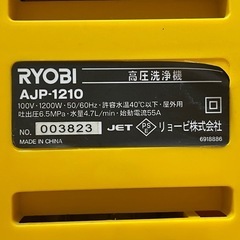 RYOBI 高圧洗浄機
AJP-1210
100V・1200W・50/60Hz・許容水温40℃以下・屋外用
吐出圧6.5MPa・水量4.7L/min・始動電流55A
NO. 003823 JET PSE リョービ株式会社
MADE IN CHINA 6918886